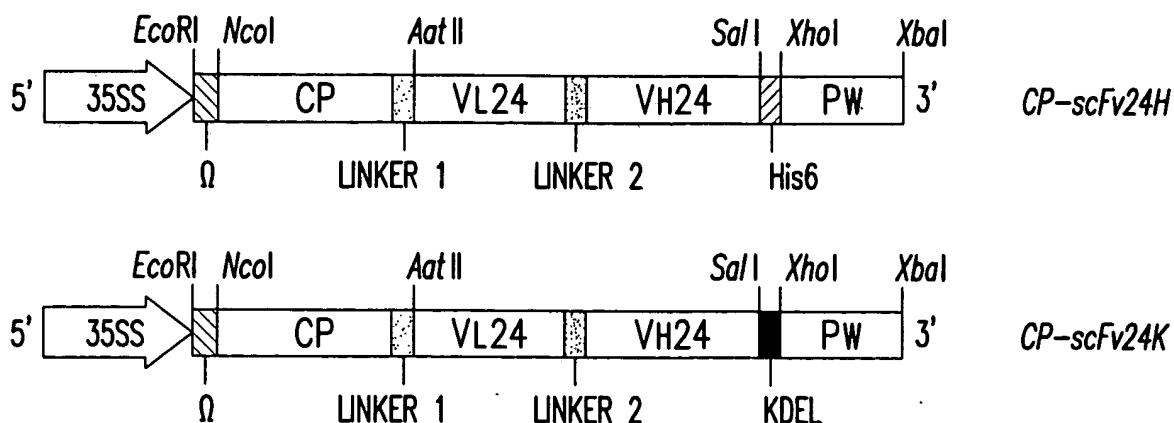 EcoRI NcoI AatII SalI XhoI XbaI
5' 35SS CP VL24 VH24 PW 3' CP-scFv24H
Ω LINKER 1 LINKER 2 His6
EcoRI NcoI AatII SalI XhoI XbaI
5' 35SS CP VL24 VH24 PW 3' CP-scFv24K
Ω LINKER 1 LINKER 2 KDEL